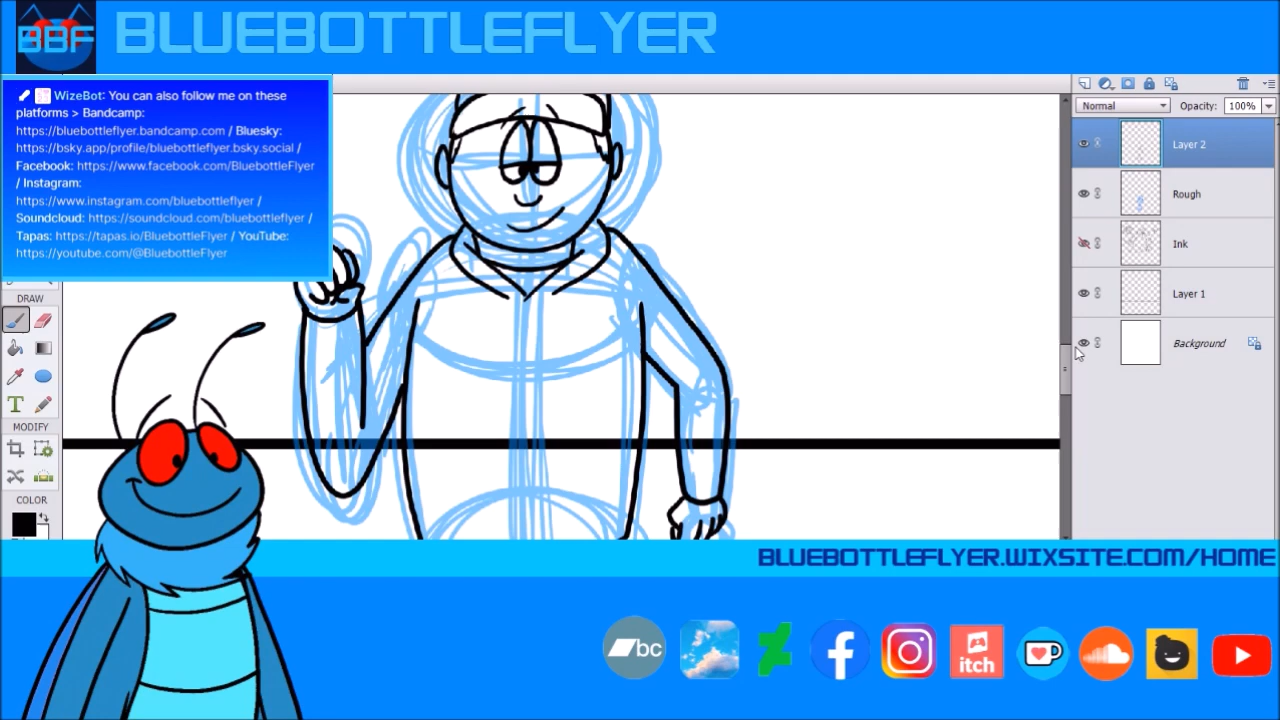 BBF
BLUEBOTTLEFLYER
WizeBot: You can also follow me on these
platforms > Bandcamp:
https://bluebottleflyer.bandcamp.com / Bluesky:
https://bsky.app/profile/bluebottleflyer.bsky.social /
Facebook: https://www.facebook.com/BluebottleFlyer
/ Instagram:
https://www.instagram.com/bluebottleflyer /
Soundcloud: https://soundcloud.com/bluebottleflyer /
Tapas: https://tapas.io/BluebottleFlyer / YouTube:
https://youtube.com/@BluebottleFlyer
Normal
Opacity: 100%
Layer 2
Rough
Ink
Layer 1
Background
DRAW
T
MODIFY
COLOR
BLUEBOTTLEFLYER.WIXSITE.COM/HOME
bc
itch